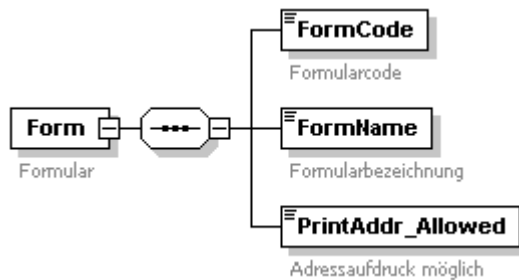 FormCode
Formularcode
Form
Formular
FormName
Formularbezeichnung
PrintAddr_Allowed
Adressaufdruck möglich